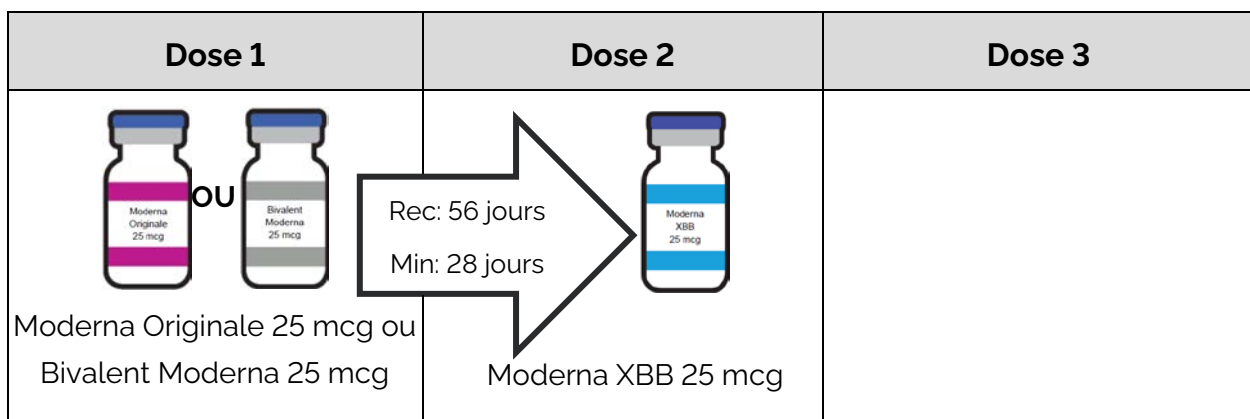 Dose 1
Dose 2
Dose 3
Moderna
Originale
25 mcg
OU
Bivalent
Moderna
25 mcg
Rec: 56 jours
Min: 28 jours
Moderna
XBB
25 mcg
Moderna Originale 25 mcg ou
Bivalent Moderna 25 mcg
Moderna XBB 25 mcg